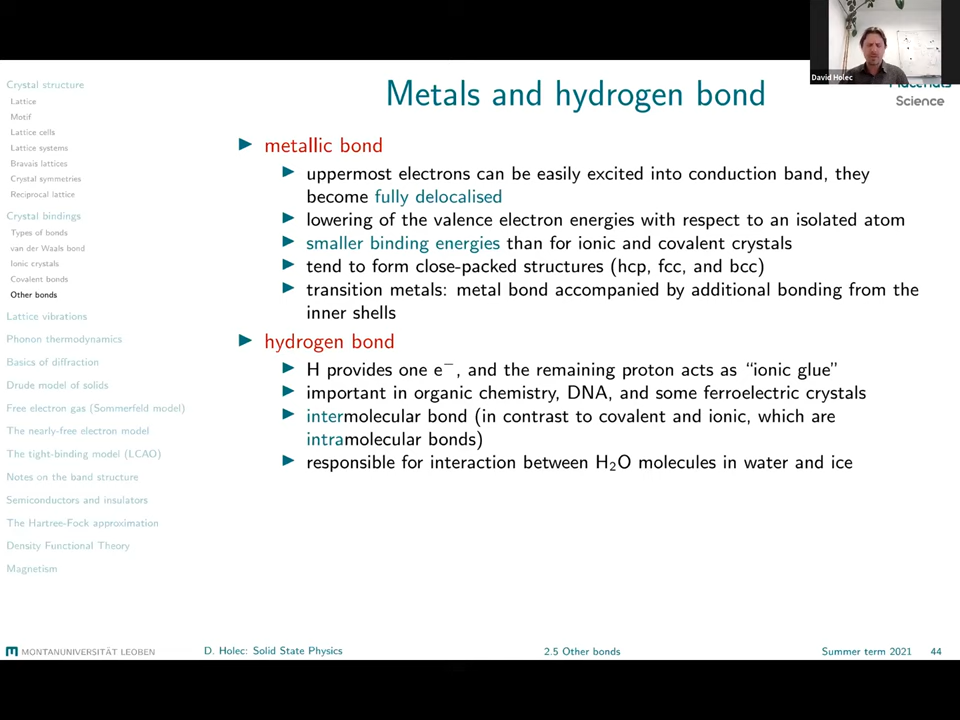 David Holec
Materials
Science
Metals and hydrogen bond
Crystal structure
Lattice
Motif
Lattice cells
Lattice systems
Bravais lattices
Crystal symmetries
Reciprocal lattice
Crystal bindings
Types of bonds
van der Waals bond
Ionic crystals
Covalent bonds
Other bonds
Lattice vibrations
Phonon thermodynamics
Basics of diffraction
Drude model of solids
Free electron gas (Sommerfeld model)
The nearly-free electron model
The tight-binding model (LCAO)
Notes on the band structure
Semiconductors and insulators
The Hartree-Fock approximation
Density Functional Theory
Magnetism
metallic bond
uppermost electrons can be easily excited into conduction band, they
become fully delocalised
lowering of the valence electron energies with respect to an isolated atom
smaller binding energies than for ionic and covalent crystals
tend to form close-packed structures (hcp, fcc, and bcc)
transition metals: metal bond accompanied by additional bonding from the
inner shells
hydrogen bond
H provides one e⁻, and the remaining proton acts as “ionic glue”
important in organic chemistry, DNA, and some ferroelectric crystals
intermolecular bond (in contrast to covalent and ionic, which are
intramolecular bonds)
responsible for interaction between H₂O molecules in water and ice
MONTANUNIVERSITÄT LEOBEN
D. Holec: Solid State Physics
2.5 Other bonds
Summer term 2021 44